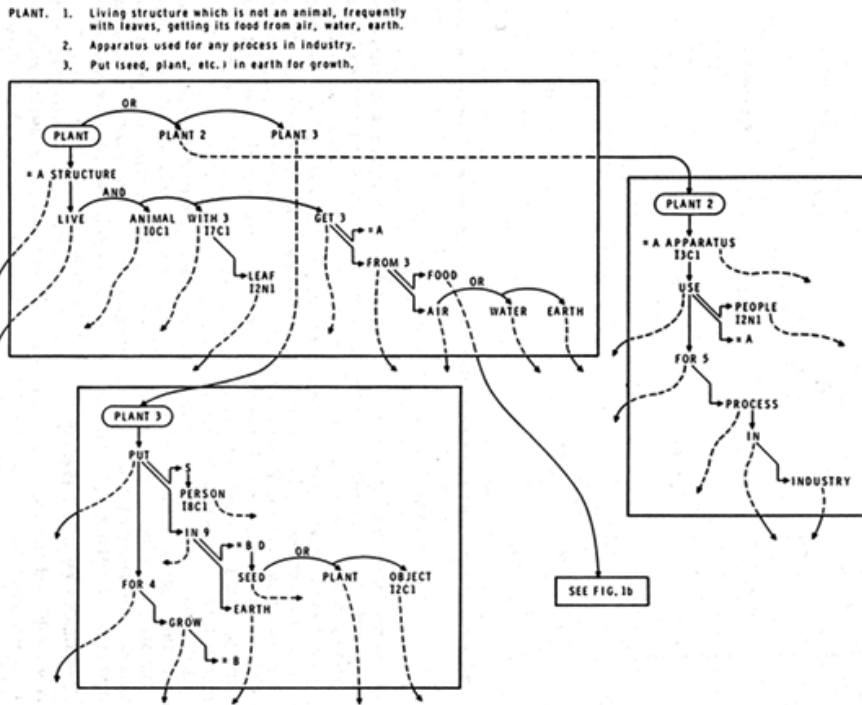 PLANT. 1. Living structure which is not an animal, frequently
with leaves, getting its food from air, water, earth.
2. Apparatus used for any process in industry.
3. Put (seed, plant, etc.) in earth for growth.
OR
PLANT PLANT 2 PLANT 3
= A STRUCTURE
AND
LIVE ANIMAL WITH 3 GET 3
I0C1 I7C1
= A
FROM 3
LEAF FOOD
I2N1
OR
AIR WATER EARTH
PLANT 2
= A APPARATUS
I3C1
USE
PEOPLE
I2N1
= A
FOR 5
PROCESS
IN
INDUSTRY
PLANT 3
PUT
S
PERSON
I8C1
IN 9
= B D
OR
SEED PLANT OBJECT
I2C1
FOR 4
EARTH
GROW
= B
SEE FIG. 1b